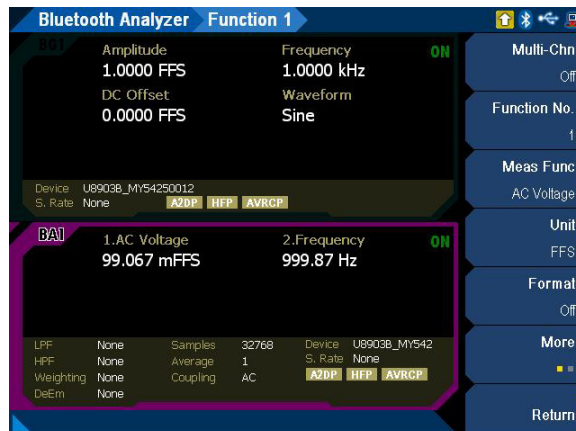 Bluetooth Analyzer Function 1
BG1
Amplitude Frequency ON
1.0000 FFS 1.0000 kHz
DC Offset Waveform
0.0000 FFS Sine
Device U8903B_MY54250012
S. Rate None A2DP HFP AVRCP
BA1
1.AC Voltage 2.Frequency ON
99.067 mFFS 999.87 Hz
LPF None Samples 32768 Device U8903B_MY542
HPF None Average 1 S. Rate None
Weighting None Coupling AC A2DP HFP AVRCP
DeEm None
Multi-Chn
Off
Function No.
1
Meas Func
AC Voltage
Unit
FFS
Format
Off
More
Return